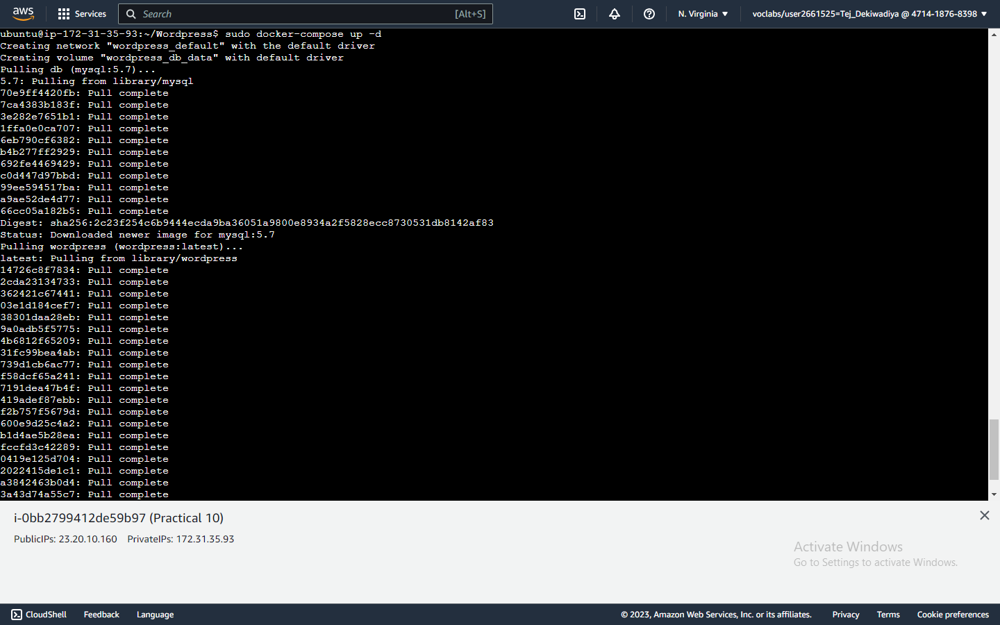 aws Services Search [Alt+S] N. Virginia voclabs/user2661525=Tej_Dekiwadiya @ 4714-1876-8398
ubuntu@ip-172-31-35-93:~/Wordpress$ sudo docker-compose up -d
Creating network "wordpress_default" with the default driver
Creating volume "wordpress_db_data" with default driver
Pulling db (mysql:5.7)...
5.7: Pulling from library/mysql
70e9ff4420fb: Pull complete
7ca4383b183f: Pull complete
3e282e7651b1: Pull complete
1ffa0e0ca707: Pull complete
6eb790cf6382: Pull complete
b4b277ff2929: Pull complete
692fe4469429: Pull complete
c0d447d97bbd: Pull complete
99ee594517ba: Pull complete
a9ae52de4d77: Pull complete
66cc05a182b5: Pull complete
Digest: sha256:2c23f254c6b9444ecda9ba36051a9800e8934a2f5828ecc8730531db8142af83
Status: Downloaded newer image for mysql:5.7
Pulling wordpress (wordpress:latest)...
latest: Pulling from library/wordpress
14726c8f7834: Pull complete
2cda23134733: Pull complete
362421c67441: Pull complete
03e1d184cef7: Pull complete
38301daa28eb: Pull complete
9a0adb5f5775: Pull complete
4b6812f65209: Pull complete
31fc99bea4ab: Pull complete
739d1cb6ac77: Pull complete
f58dcf65a241: Pull complete
7191dea47b4f: Pull complete
419adef87ebb: Pull complete
f2b757f5679d: Pull complete
600e9d25c4a2: Pull complete
b1d4ae5b28ea: Pull complete
fccfd3c42289: Pull complete
0419e125d704: Pull complete
2022415de1c1: Pull complete
a3842463b0d4: Pull complete
3a43d74a55c7: Pull complete
i-0bb2799412de59b97 (Practical 10)
PublicIPs: 23.20.10.160 PrivateIPs: 172.31.35.93
Activate Windows
Go to Settings to activate Windows.
CloudShell Feedback Language © 2023, Amazon Web Services, Inc. or its affiliates. Privacy Terms Cookie preferences